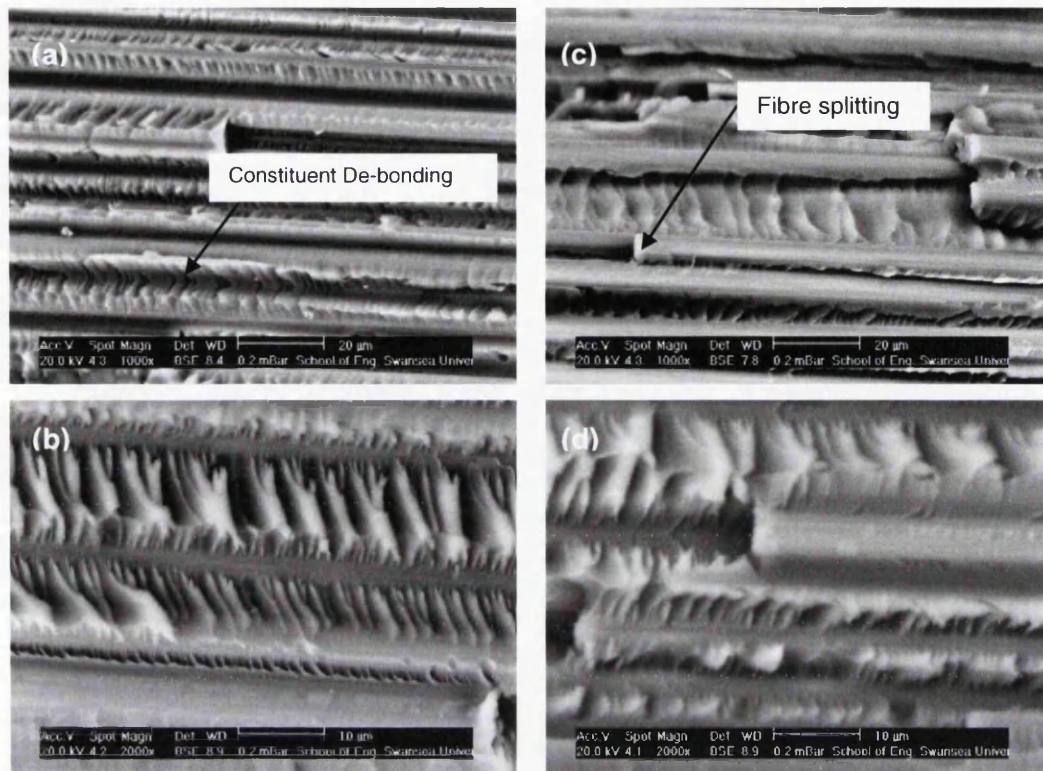 (a)
Constituent De-bonding
Acc.V Spot Magn Det WD 20 µm
20.0 kV 4.3 1000x BSE 8.4 0.2 mBar School of Eng. Swansea Univer
(c)
Fibre splitting
Acc.V Spot Magn Det WD 20 µm
20.0 kV 4.3 1000x BSE 7.8 0.2 mBar School of Eng. Swansea Univer
(b)
Acc.V Spot Magn Det WD 10 µm
20.0 kV 4.2 2000x BSE 8.9 0.2 mBar School of Eng. Swansea Univer
(d)
Acc.V Spot Magn Det WD 10 µm
20.0 kV 4.1 2000x BSE 8.9 0.2 mBar School of Eng. Swansea Univer